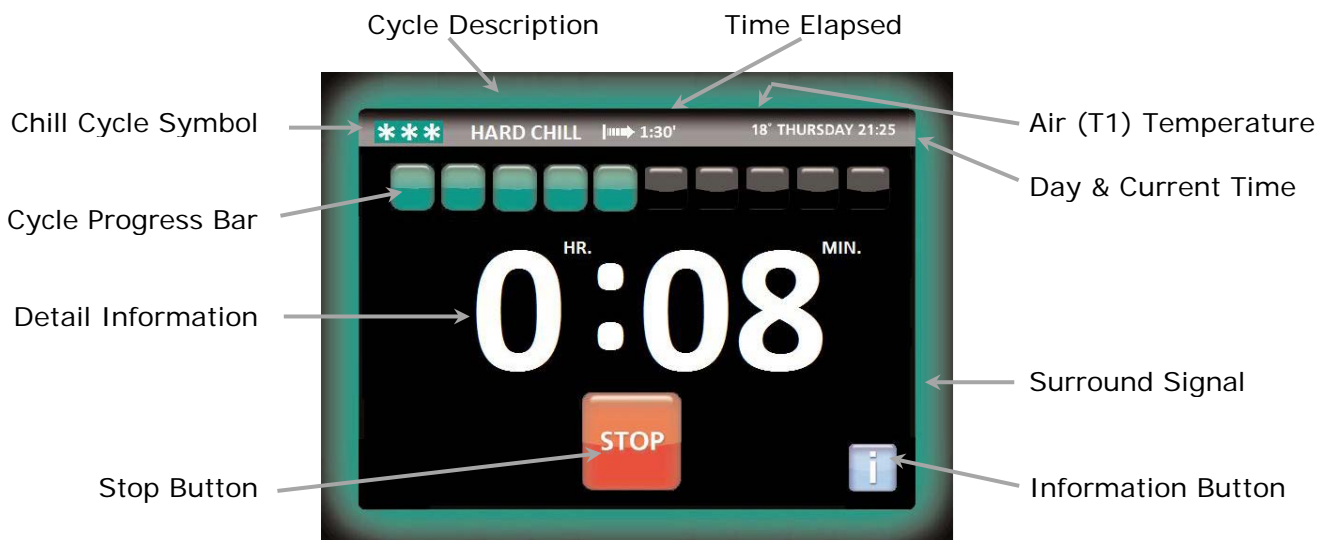 Cycle Description
Time Elapsed
Chill Cycle Symbol
*** HARD CHILL 1:30' 18° THURSDAY 21:25
Air (T1) Temperature
Day & Current Time
Cycle Progress Bar
HR. MIN.
0:08
Detail Information
Surround Signal
STOP
Stop Button
i
Information Button